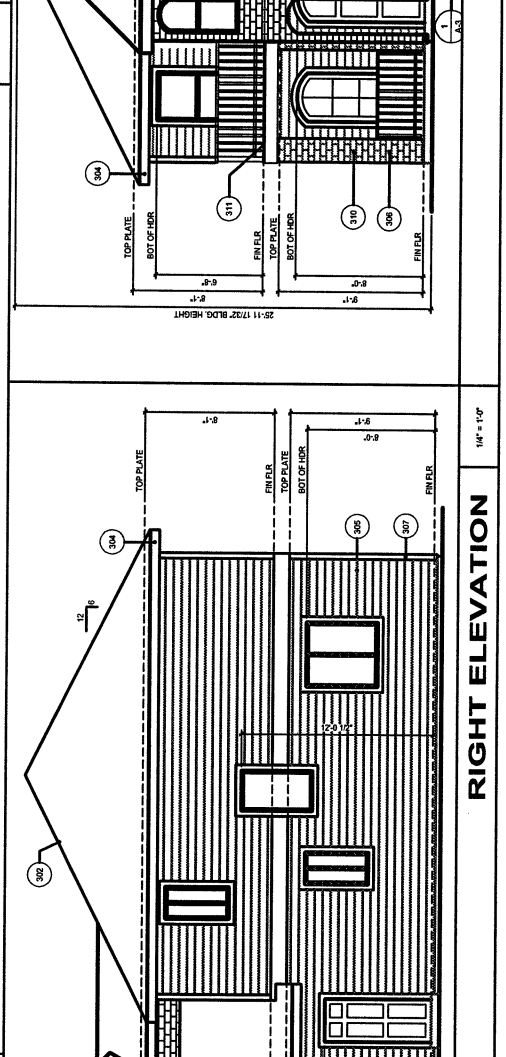 1
A-3
304
311
310
306
TOP PLATE
BOT OF HDR
FIN FLR
TOP PLATE
BOT OF HDR
FIN FLR
6'-8"
8'-1"
8'-0"
9'-1"
25'-11 17/32" BLDG. HEIGHT
8'-1"
9'-1"
8'-0"
TOP PLATE
FIN FLR
TOP PLATE
BOT OF HDR
FIN FLR
304
305
307
12
6
12'-0 1/2"
302
RIGHT ELEVATION
1/4" = 1'-0"